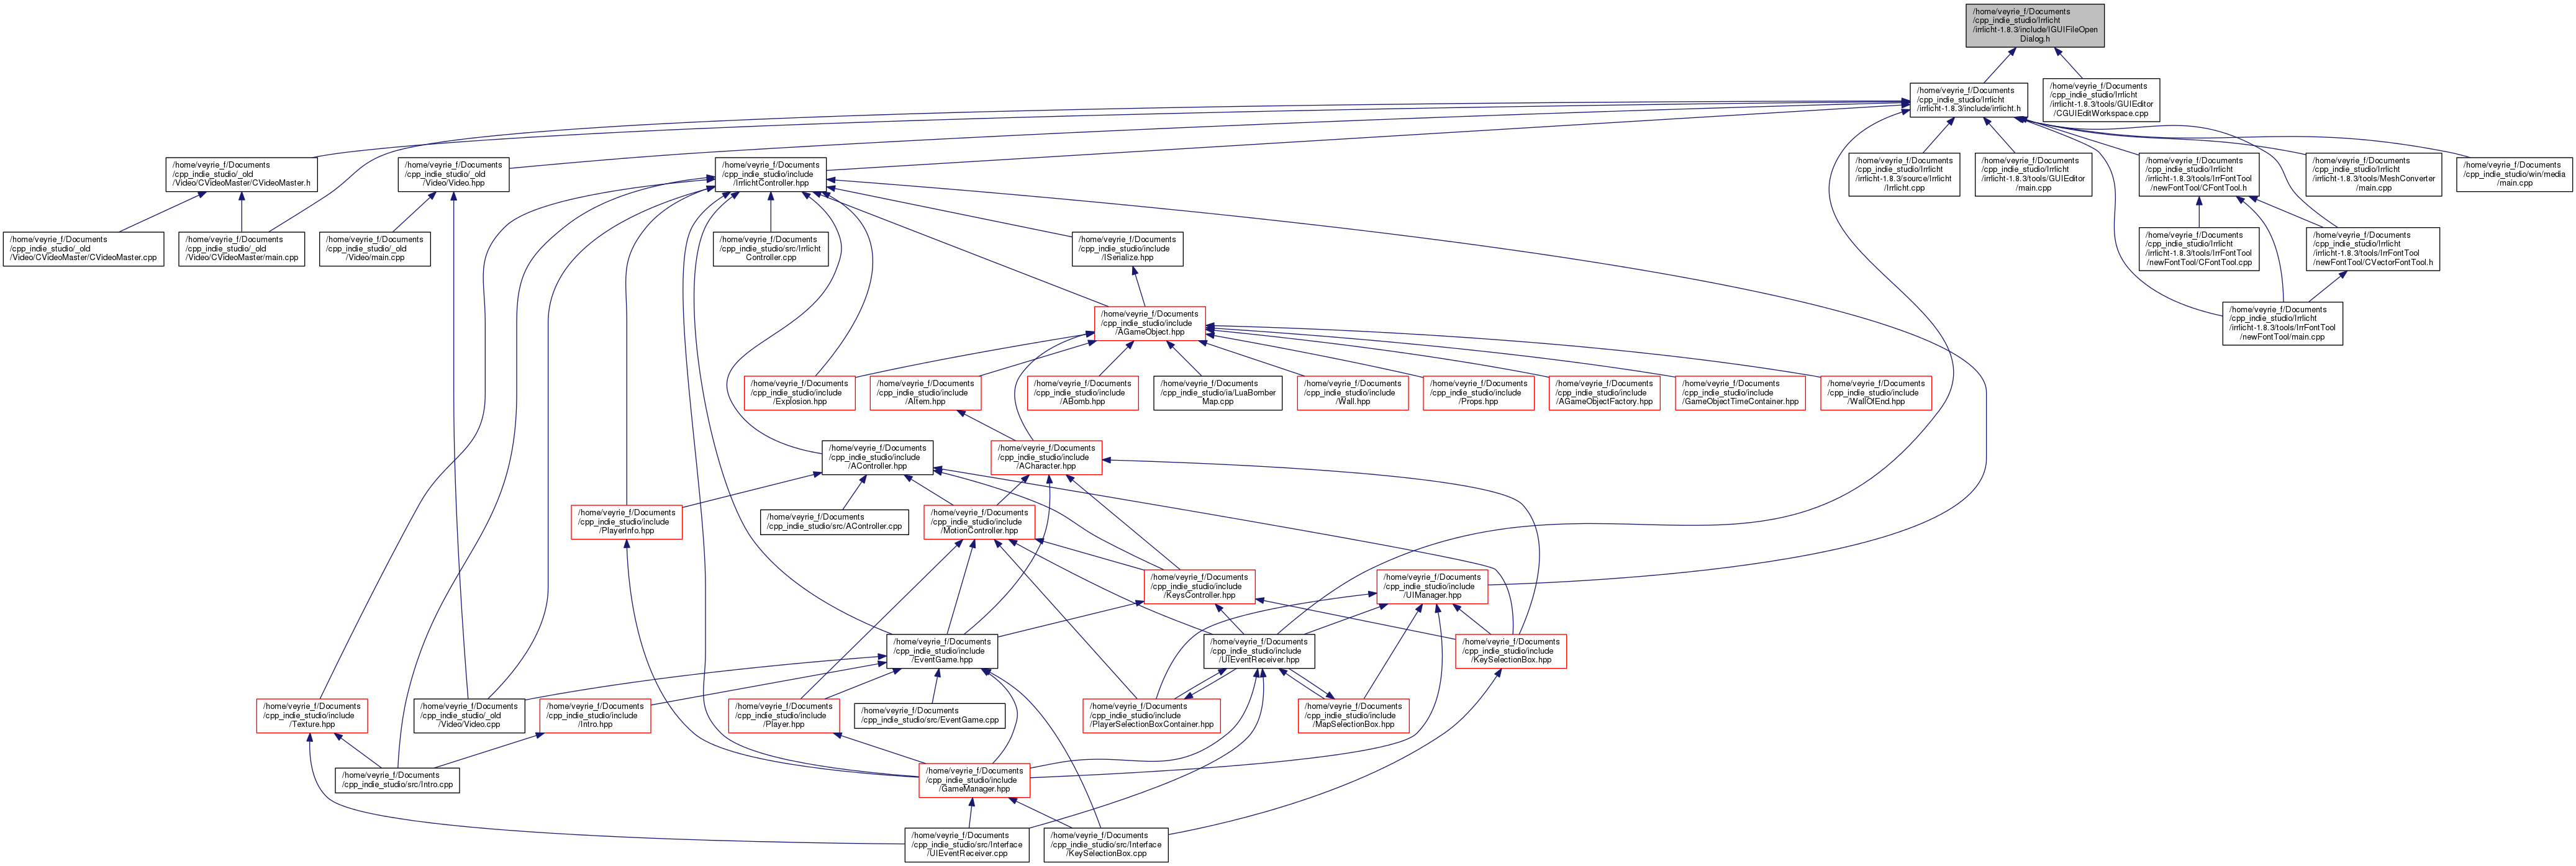 /home/veyrie_f/Documents
/cpp_indie_studio/Irrlicht
/irrlicht-1.8.3/include/IGUIFileOpen
Dialog.h
/home/veyrie_f/Documents
/cpp_indie_studio/Irrlicht
/irrlicht-1.8.3/include/irrlicht.h
/home/veyrie_f/Documents
/cpp_indie_studio/Irrlicht
/irrlicht-1.8.3/tools/GUIEditor
/CGUIEditWorkspace.cpp
/home/veyrie_f/Documents
/cpp_indie_studio/_old
/Video/CVideoMaster/CVideoMaster.h
/home/veyrie_f/Documents
/cpp_indie_studio/_old
/Video/Video.hpp
/home/veyrie_f/Documents
/cpp_indie_studio/include
/IrrlichtController.hpp
/home/veyrie_f/Documents
/cpp_indie_studio/Irrlicht
/irrlicht-1.8.3/source/Irrlicht
/Irrlicht.cpp
/home/veyrie_f/Documents
/cpp_indie_studio/Irrlicht
/irrlicht-1.8.3/tools/GUIEditor
/main.cpp
/home/veyrie_f/Documents
/cpp_indie_studio/Irrlicht
/irrlicht-1.8.3/tools/IrrFontTool
/newFontTool/CFontTool.h
/home/veyrie_f/Documents
/cpp_indie_studio/Irrlicht
/irrlicht-1.8.3/tools/MeshConverter
/main.cpp
/home/veyrie_f/Documents
/cpp_indie_studio/win/media
/main.cpp
/home/veyrie_f/Documents
/cpp_indie_studio/_old
/Video/CVideoMaster/CVideoMaster.cpp
/home/veyrie_f/Documents
/cpp_indie_studio/_old
/Video/CVideoMaster/main.cpp
/home/veyrie_f/Documents
/cpp_indie_studio/_old
/Video/main.cpp
/home/veyrie_f/Documents
/cpp_indie_studio/src/Irrlicht
Controller.cpp
/home/veyrie_f/Documents
/cpp_indie_studio/include
/ISerialize.hpp
/home/veyrie_f/Documents
/cpp_indie_studio/Irrlicht
/irrlicht-1.8.3/tools/IrrFontTool
/newFontTool/CFontTool.cpp
/home/veyrie_f/Documents
/cpp_indie_studio/Irrlicht
/irrlicht-1.8.3/tools/IrrFontTool
/newFontTool/CVectorFontTool.h
/home/veyrie_f/Documents
/cpp_indie_studio/include
/AGameObject.hpp
/home/veyrie_f/Documents
/cpp_indie_studio/Irrlicht
/irrlicht-1.8.3/tools/IrrFontTool
/newFontTool/main.cpp
/home/veyrie_f/Documents
/cpp_indie_studio/include
/Explosion.hpp
/home/veyrie_f/Documents
/cpp_indie_studio/include
/AItem.hpp
/home/veyrie_f/Documents
/cpp_indie_studio/include
/ABomb.hpp
/home/veyrie_f/Documents
/cpp_indie_studio/ia/LuaBomber
Map.cpp
/home/veyrie_f/Documents
/cpp_indie_studio/include
/Wall.hpp
/home/veyrie_f/Documents
/cpp_indie_studio/include
/Props.hpp
/home/veyrie_f/Documents
/cpp_indie_studio/include
/AGameObjectFactory.hpp
/home/veyrie_f/Documents
/cpp_indie_studio/include
/GameObjectTimeContainer.hpp
/home/veyrie_f/Documents
/cpp_indie_studio/include
/WallOfEnd.hpp
/home/veyrie_f/Documents
/cpp_indie_studio/include
/AController.hpp
/home/veyrie_f/Documents
/cpp_indie_studio/include
/ACharacter.hpp
/home/veyrie_f/Documents
/cpp_indie_studio/include
/PlayerInfo.hpp
/home/veyrie_f/Documents
/cpp_indie_studio/src/AController.cpp
/home/veyrie_f/Documents
/cpp_indie_studio/include
/MotionController.hpp
/home/veyrie_f/Documents
/cpp_indie_studio/include
/KeysController.hpp
/home/veyrie_f/Documents
/cpp_indie_studio/include
/UIManager.hpp
/home/veyrie_f/Documents
/cpp_indie_studio/include
/EventGame.hpp
/home/veyrie_f/Documents
/cpp_indie_studio/include
/UIEventReceiver.hpp
/home/veyrie_f/Documents
/cpp_indie_studio/include
/KeySelectionBox.hpp
/home/veyrie_f/Documents
/cpp_indie_studio/include
/Texture.hpp
/home/veyrie_f/Documents
/cpp_indie_studio/_old
/Video/Video.cpp
/home/veyrie_f/Documents
/cpp_indie_studio/include
/Intro.hpp
/home/veyrie_f/Documents
/cpp_indie_studio/include
/Player.hpp
/home/veyrie_f/Documents
/cpp_indie_studio/src/EventGame.cpp
/home/veyrie_f/Documents
/cpp_indie_studio/include
/PlayerSelectionBoxContainer.hpp
/home/veyrie_f/Documents
/cpp_indie_studio/include
/MapSelectionBox.hpp
/home/veyrie_f/Documents
/cpp_indie_studio/src/Intro.cpp
/home/veyrie_f/Documents
/cpp_indie_studio/include
/GameManager.hpp
/home/veyrie_f/Documents
/cpp_indie_studio/src/Interface
/UIEventReceiver.cpp
/home/veyrie_f/Documents
/cpp_indie_studio/src/Interface
/KeySelectionBox.cpp